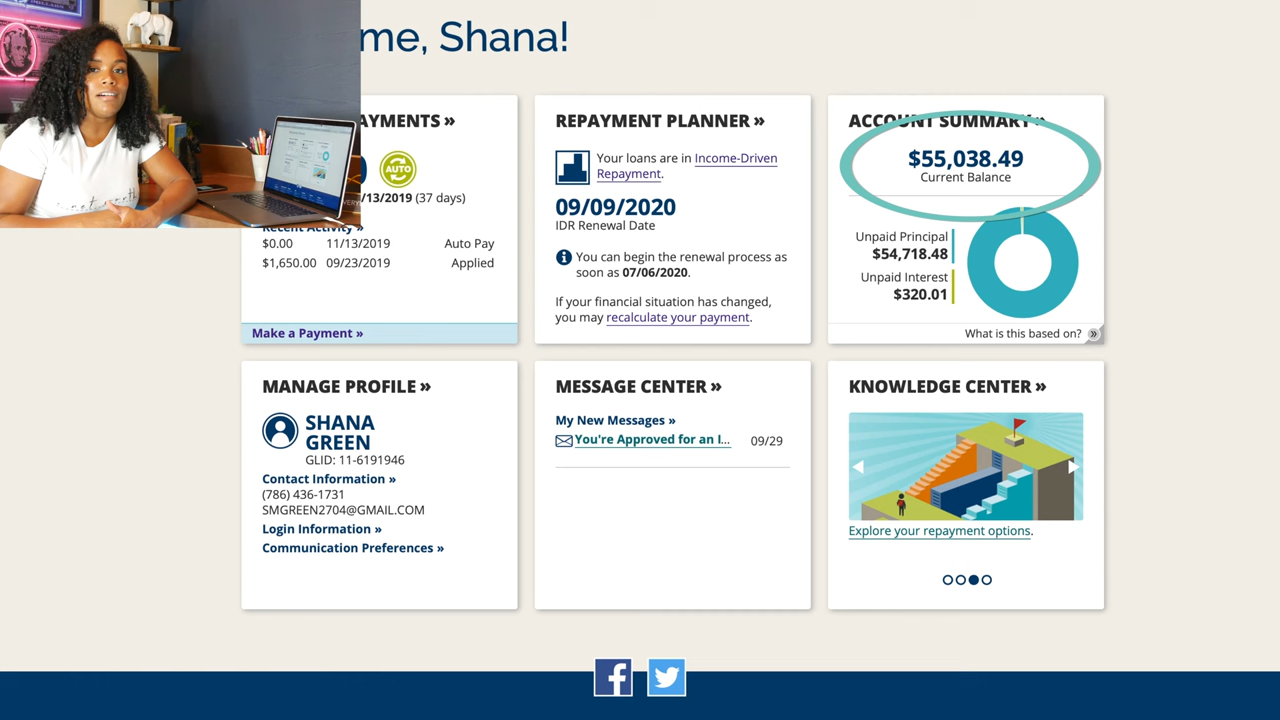 me, Shana!
AYMENTS »
AUTO
/13/2019 (37 days)
Recent Activity »
$0.00 11/13/2019 Auto Pay
$1,650.00 09/23/2019 Applied
Make a Payment »
REPAYMENT PLANNER »
Your loans are in Income-Driven
Repayment.
09/09/2020
IDR Renewal Date
You can begin the renewal process as
soon as 07/06/2020.
If your financial situation has changed,
you may recalculate your payment.
ACCOUNT SUMMARY »
$55,038.49
Current Balance
Unpaid Principal
$54,718.48
Unpaid Interest
$320.01
What is this based on? »
MANAGE PROFILE »
SHANA
GREEN
GLID: 11-6191946
Contact Information »
(786) 436-1731
SMGREEN2704@GMAIL.COM
Login Information »
Communication Preferences »
MESSAGE CENTER »
My New Messages »
You're Approved for an I... 09/29
KNOWLEDGE CENTER »
Explore your repayment options.